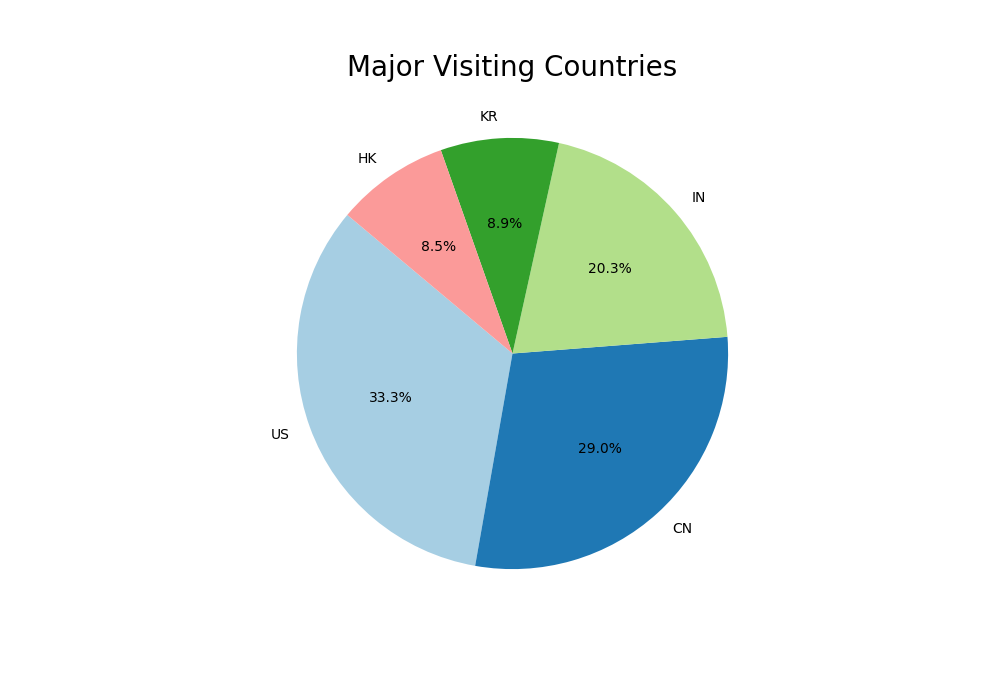 Major Visiting Countries
KR
HK
IN
8.9%
8.5%
20.3%
33.3%
US
29.0%
CN